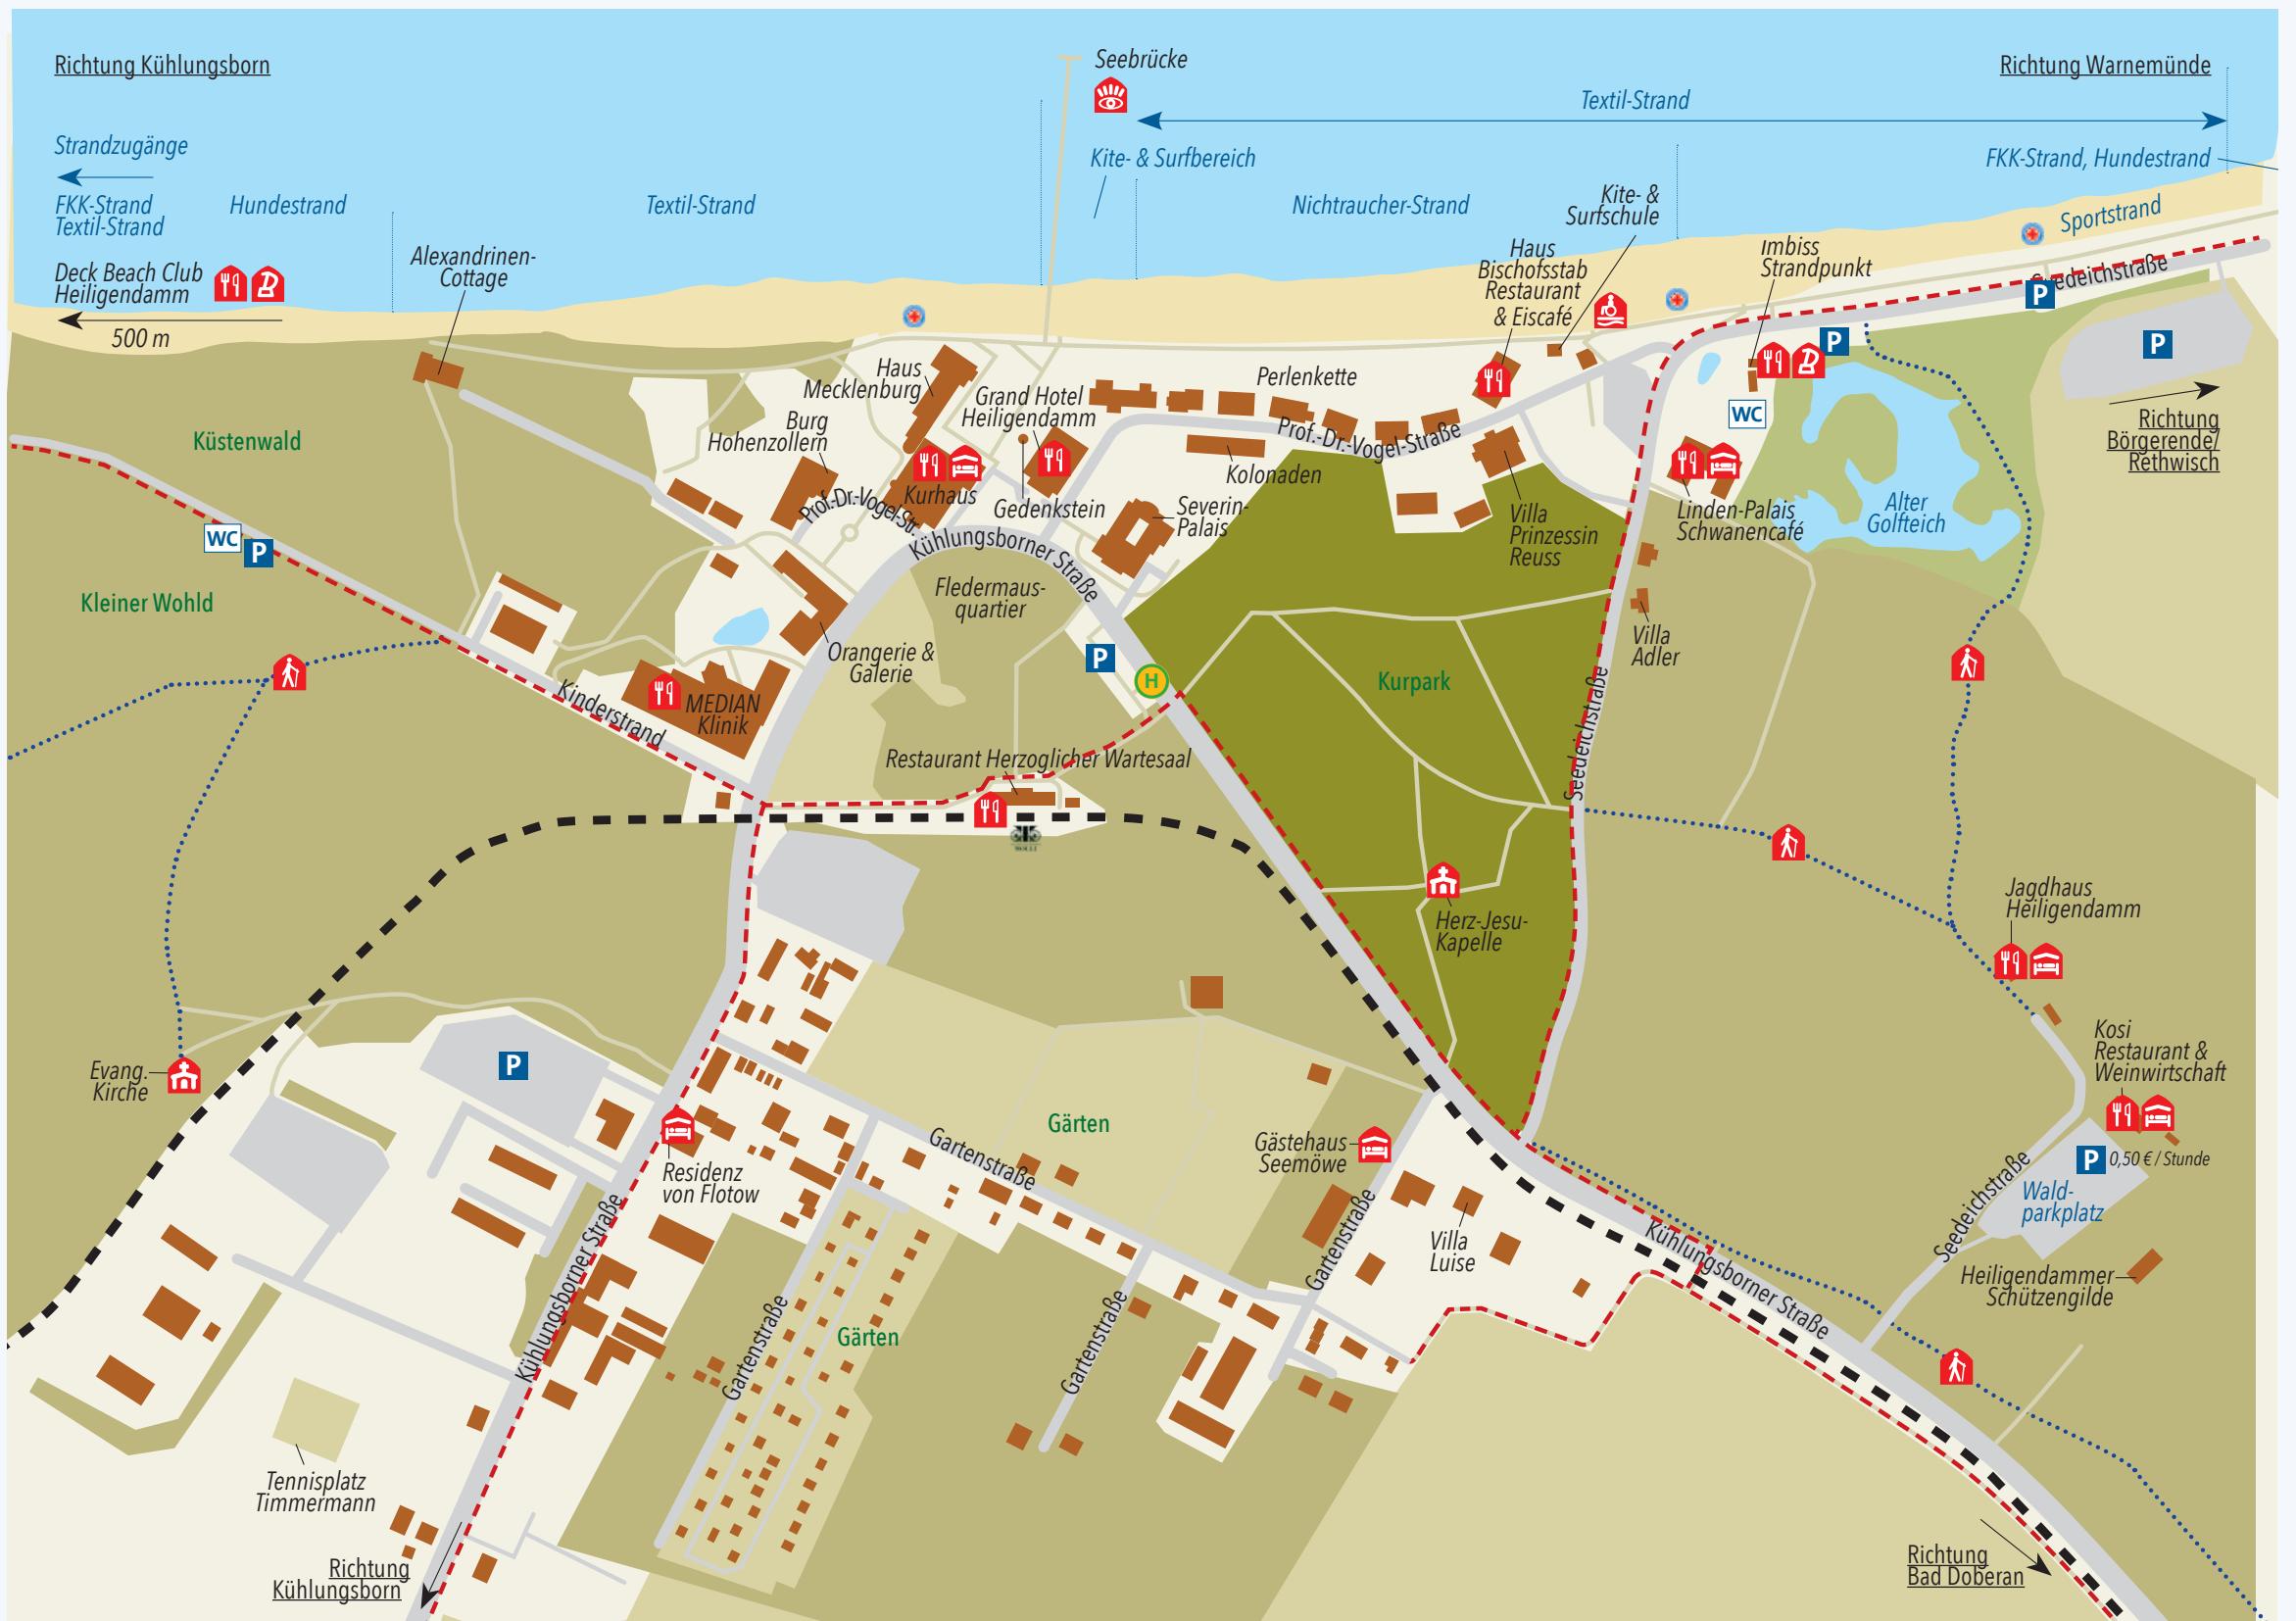 Richtung Kühlungsborn
Seebrücke
Richtung Warnemünde
Textil-Strand
Strandzugänge
Kite- & Surfbereich
FKK-Strand, Hundestrand
FKK-Strand
Textil-Strand
Hundestrand
Textil-Strand
Nichtraucher-Strand
Kite- &
Surfschule
Sportstrand
Deck Beach Club
Heiligendamm
500 m
Alexandrinen-
Cottage
Haus
Bischofsstab
Restaurant
& Eiscafé
Imbiss
Strandpunkt
Seedeichstraße
P
P
P
Haus
Mecklenburg
Grand Hotel
Heiligendamm
Perlenkette
Burg
Hohenzollern
Prof.-Dr.-Vogel-Straße
WC
Richtung
Börgerende/
Rethwisch
Küstenwald
Kolonaden
Kurhaus
Prof.-Dr.-Vogel-Str.
Gedenkstein
Severin-
Palais
Villa
Prinzessin
Reuss
Linden-Palais
Schwanencafé
Alter
Golfteich
WC
P
Kühlungsborner Straße
Kleiner Wohld
Fledermaus-
quartier
Orangerie &
Galerie
P
H
Villa
Adler
Kurpark
Kinderstrand
MEDIAN
Klinik
Seedeichstraße
Restaurant Herzoglicher Wartesaal
MOLLI
Herz-Jesu-
Kapelle
Jagdhaus
Heiligendamm
Evang.
Kirche
P
Kosi
Restaurant &
Weinwirtschaft
Gärten
Gartenstraße
Gästehaus
Seemöwe
P
0,50 € / Stunde
Wald-
parkplatz
Residenz
von Flotow
Seedeichstraße
Kühlungsborner Straße
Gartenstraße
Villa
Luise
Kühlungsborner Straße
Heiligendammer
Schützengilde
Gartenstraße
Gärten
Gartenstraße
Tennisplatz
Timmermann
Richtung
Kühlungsborn
Richtung
Bad Doberan